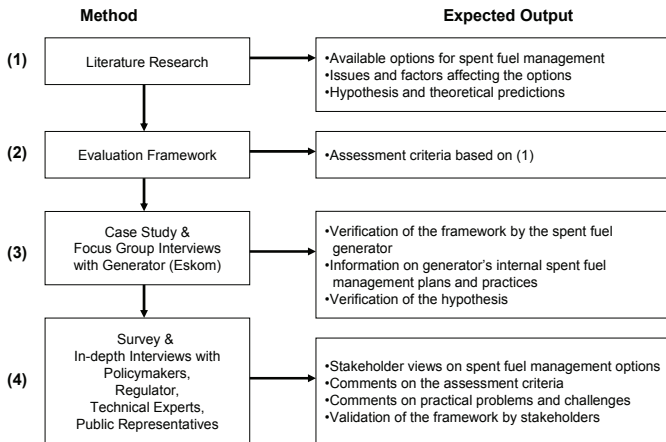 Method
Expected Output
(1)
Literature Research
•Available options for spent fuel management
•Issues and factors affecting the options
•Hypothesis and theoretical predictions
(2)
Evaluation Framework
•Assessment criteria based on (1)
(3)
Case Study &
Focus Group Interviews
with Generator (Eskom)
•Verification of the framework by the spent fuel
generator
•Information on generator's internal spent fuel
management plans and practices
•Verification of the hypothesis
(4)
Survey &
In-depth Interviews with
Policymakers,
Regulator,
Technical Experts,
Public Representatives
•Stakeholder views on spent fuel management options
•Comments on the assessment criteria
•Comments on practical problems and challenges
•Validation of the framework by stakeholders